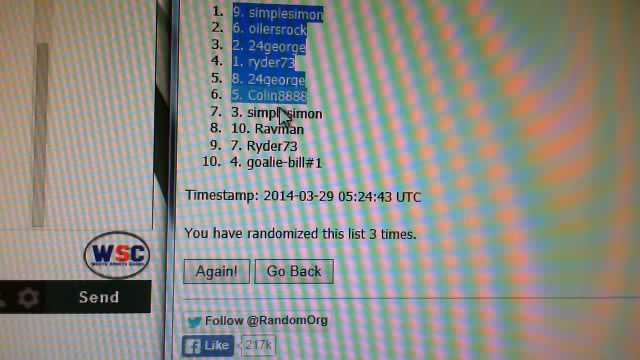 1. 9. simplesimon
2. 6. oilersrock
3. 2. 24george
4. 1. ryder73
5. 8. 24george
6. 5. Colin8888
7. 3. simplesimon
8. 10. Ravman
9. 7. Ryder73
10. 4. goalie-bill#1
Timestamp: 2014-03-29 05:24:43 UTC
You have randomized this list 3 times.
Again! Go Back
WSC
Send
Follow @RandomOrg
Like 217k